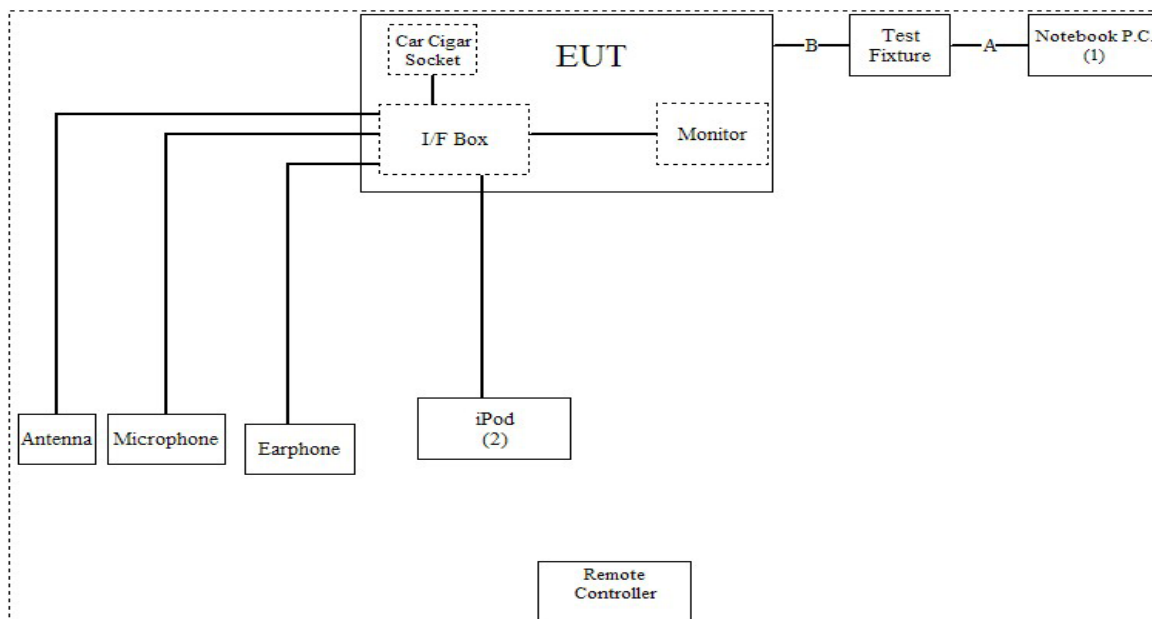 Car Cigar
Socket
EUT
B
Test
Fixture
A
Notebook P.C.
(1)
I/F Box
Monitor
Antenna
Microphone
Earphone
iPod
(2)
Remote
Controller